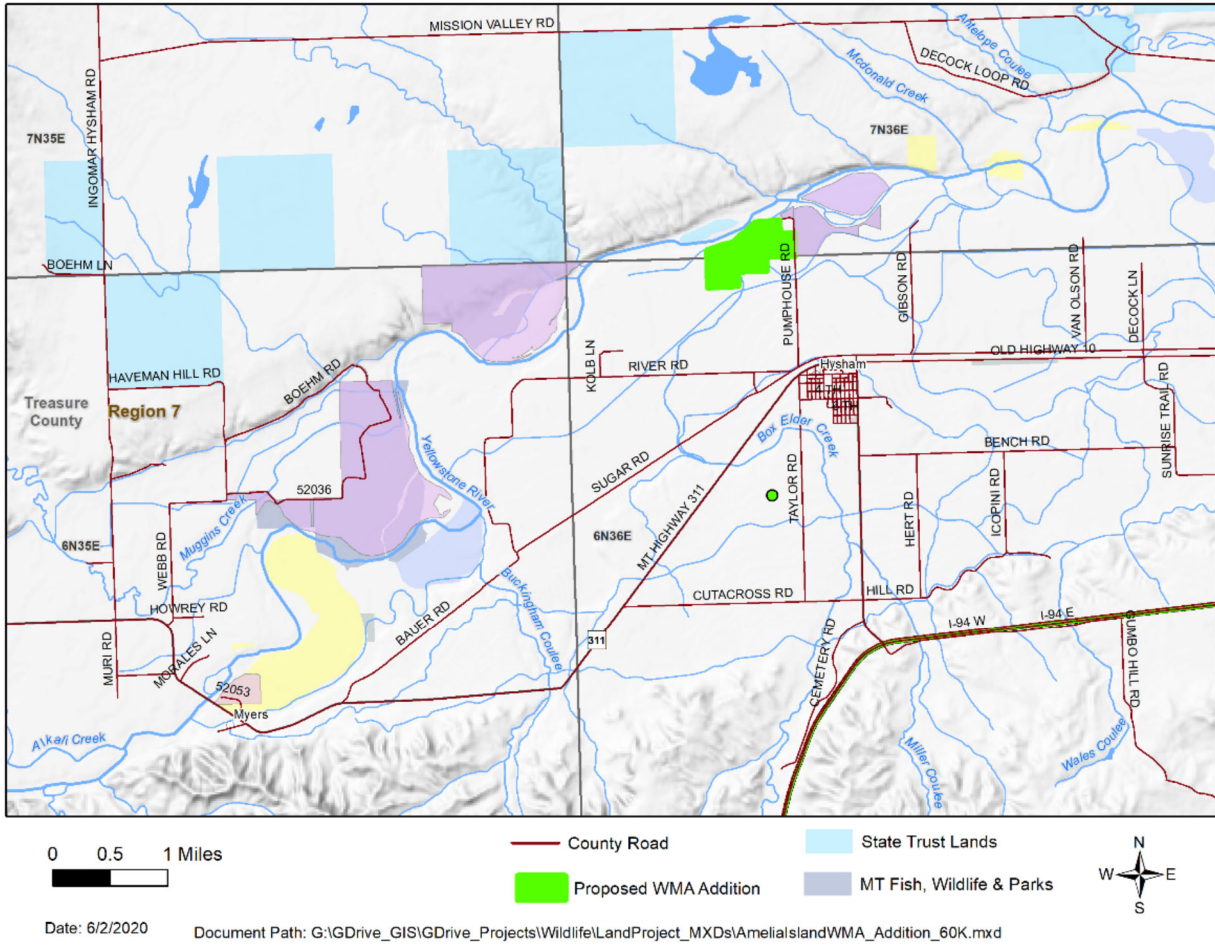 MISSION VALLEY RD
Antelope Coulee
DECOCK LOOP RD
Mcdonald Creek
INGOMAR HYSHAM RD
7N35E
7N36E
BOEHM LN
PUMPHOUSE RD
GIBSON RD
VAN OLSON RD
DECOCK LN
OLD HIGHWAY 10
HAVEMAN HILL RD
BOEHM RD
KOLB LN
RIVER RD
Hysham
Treasure
County
Region 7
Box Elder Creek
SUNRISE TRAIL RD
BENCH RD
Yellowstone River
SUGAR RD
52036
MT HIGHWAY 311
TAYLOR RD
HERT RD
ICOPINI RD
Muggins Creek
6N35E
6N36E
WEBB RD
Buckingham Coulee
CUTACROSS RD
HILL RD
HOWREY RD
BAUER RD
I-94 W
I-94 E
311
MURI RD
MORALES LN
CEMETERY RD
GUMBO HILL RD
52053
Myers
Alkali Creek
Miller Coulee
Wales Coulee
0 0.5 1 Miles
County Road
Proposed WMA Addition
State Trust Lands
MT Fish, Wildlife & Parks
N
W E
S
Date: 6/2/2020
Document Path: G:\GDrive_GIS\GDrive_Projects\Wildlife\LandProject_MXDs\AmeliaIslandWMA_Addition_60K.mxd